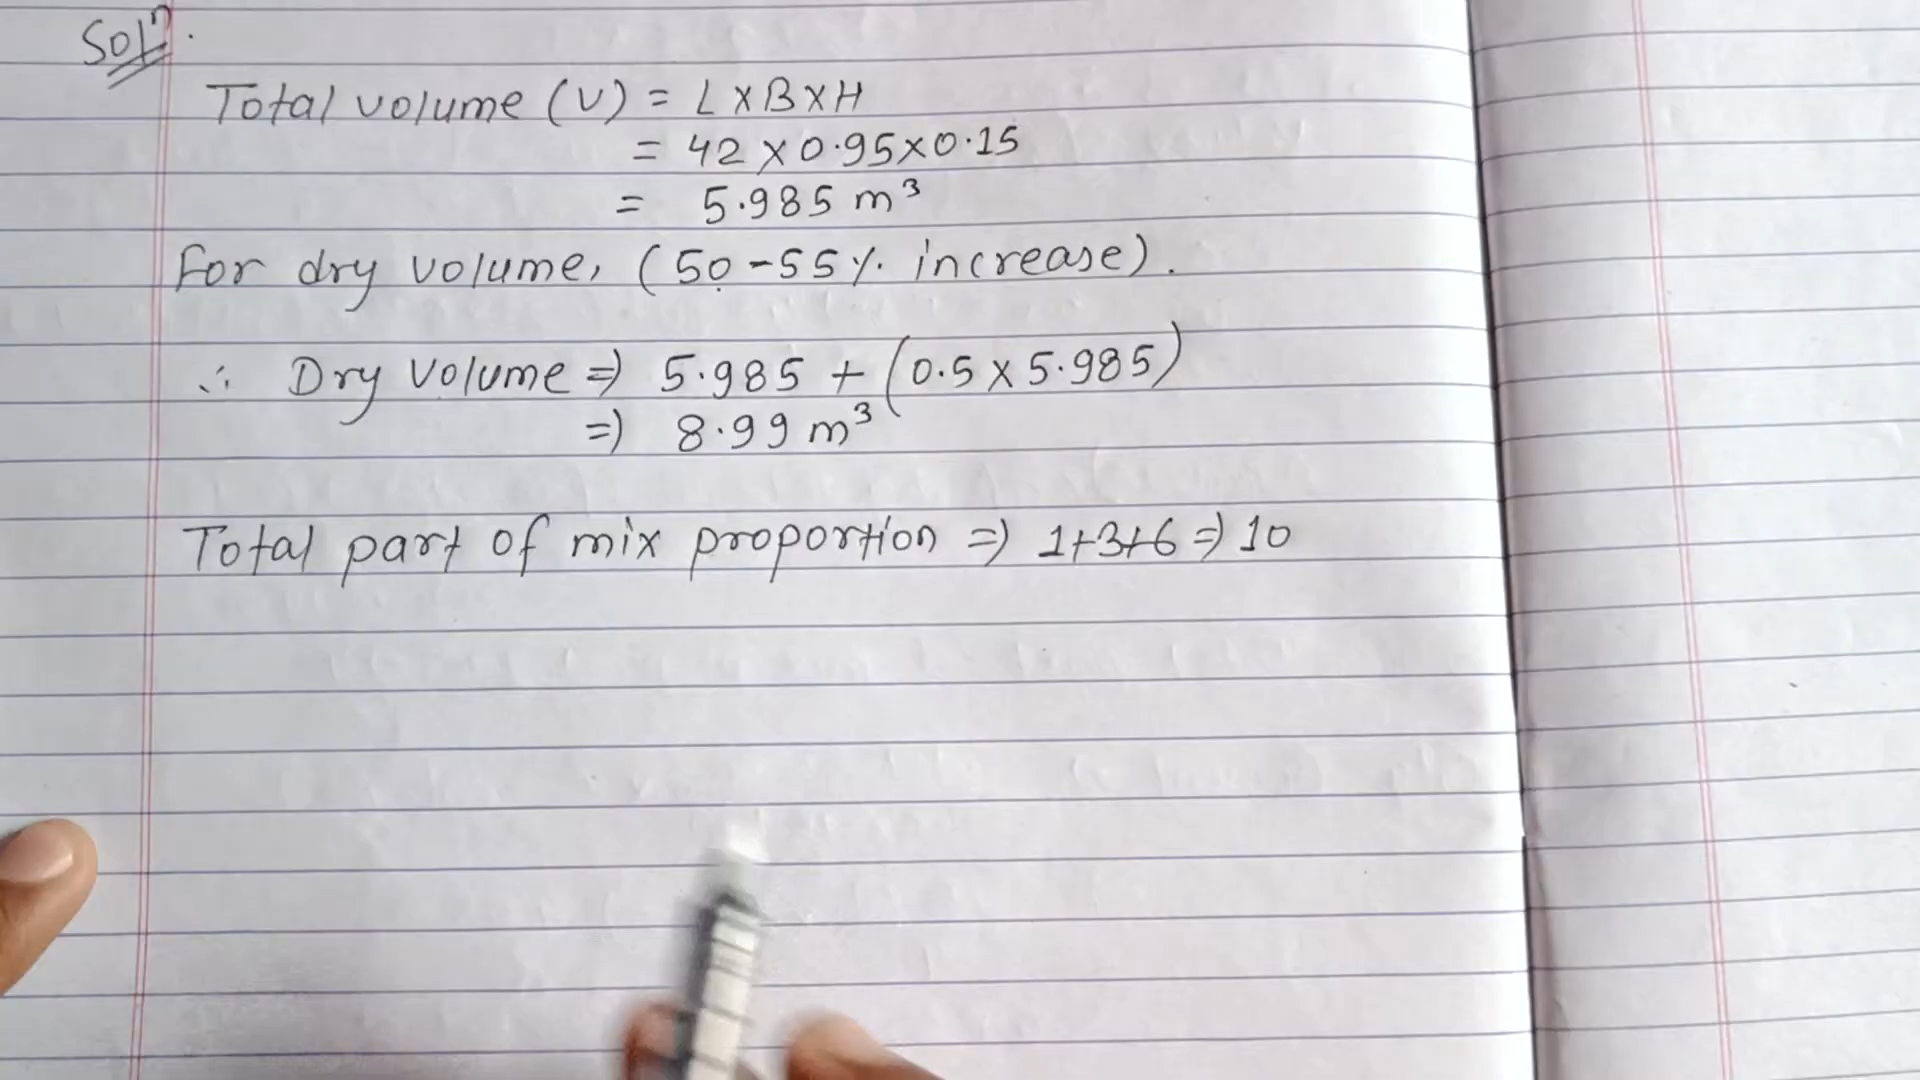 Solⁿ.
Total volume (V) = L×B×H
= 42 × 0.95×0.15
= 5.985 m³
For dry volume, (50-55% increase).
∴ Dry Volume ⇒ 5.985 + (0.5 × 5.985)
⇒ 8.99 m³
Total part of mix proportion ⇒ 1+3+6 ⇒ 10